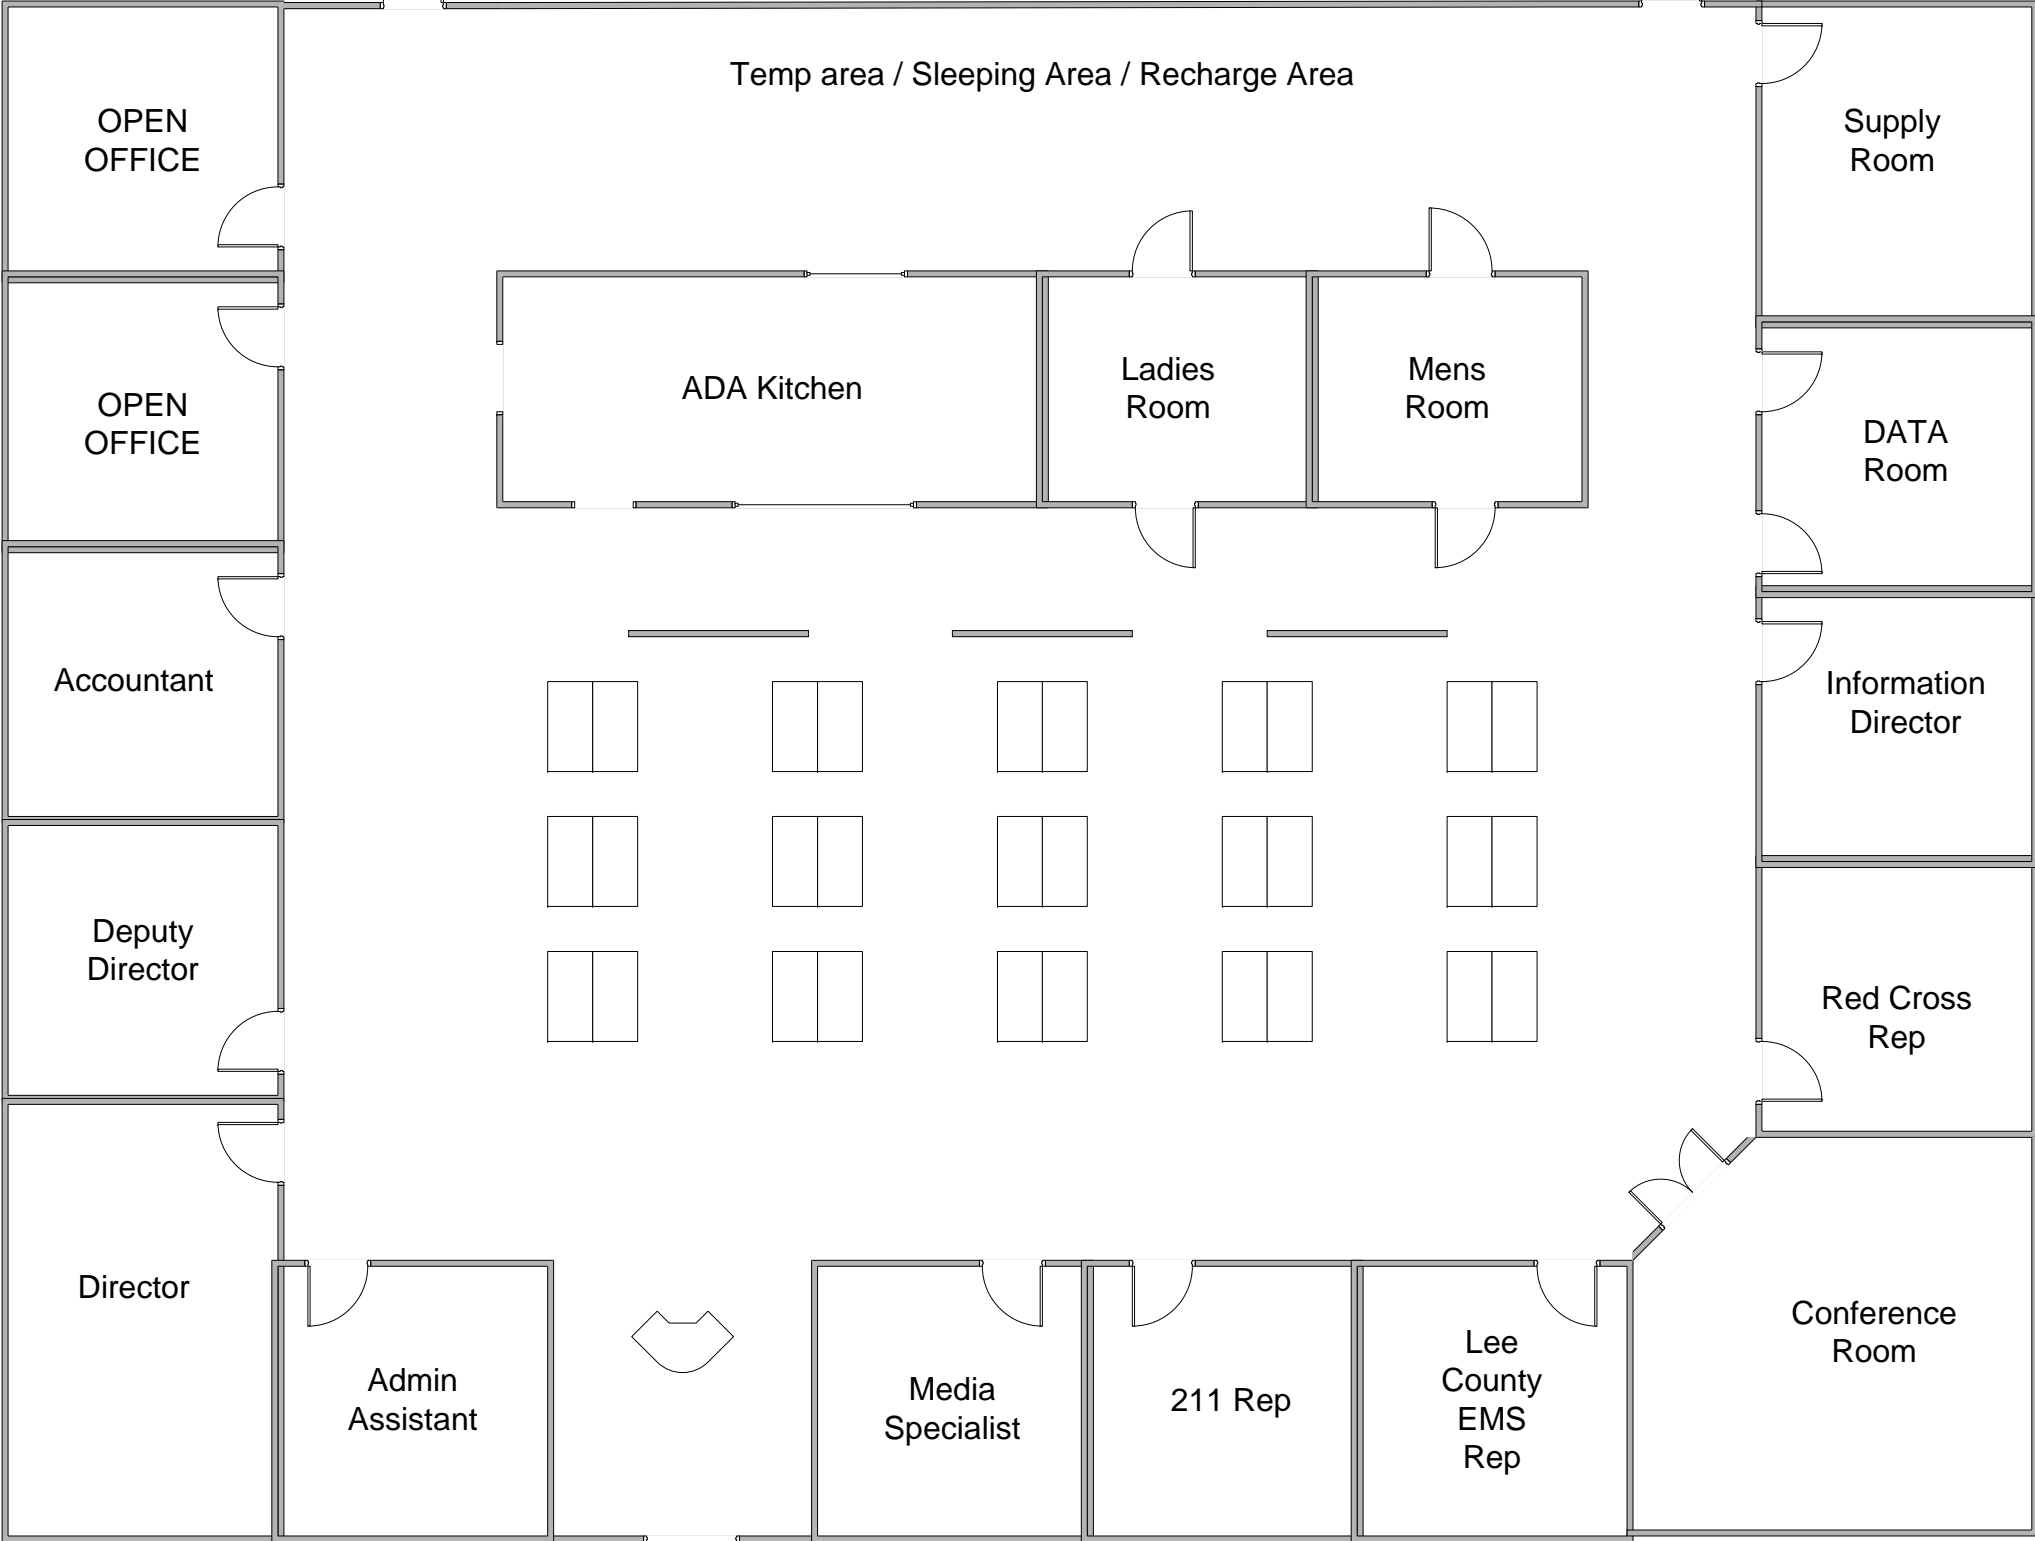 Temp area / Sleeping Area / Recharge Area
OPEN
OFFICE
Supply
Room
OPEN
OFFICE
ADA Kitchen
Ladies
Room
Mens
Room
DATA
Room
Accountant
Information
Director
Deputy
Director
Red Cross
Rep
Director
Admin
Assistant
Media
Specialist
211 Rep
Lee
County
EMS
Rep
Conference
Room